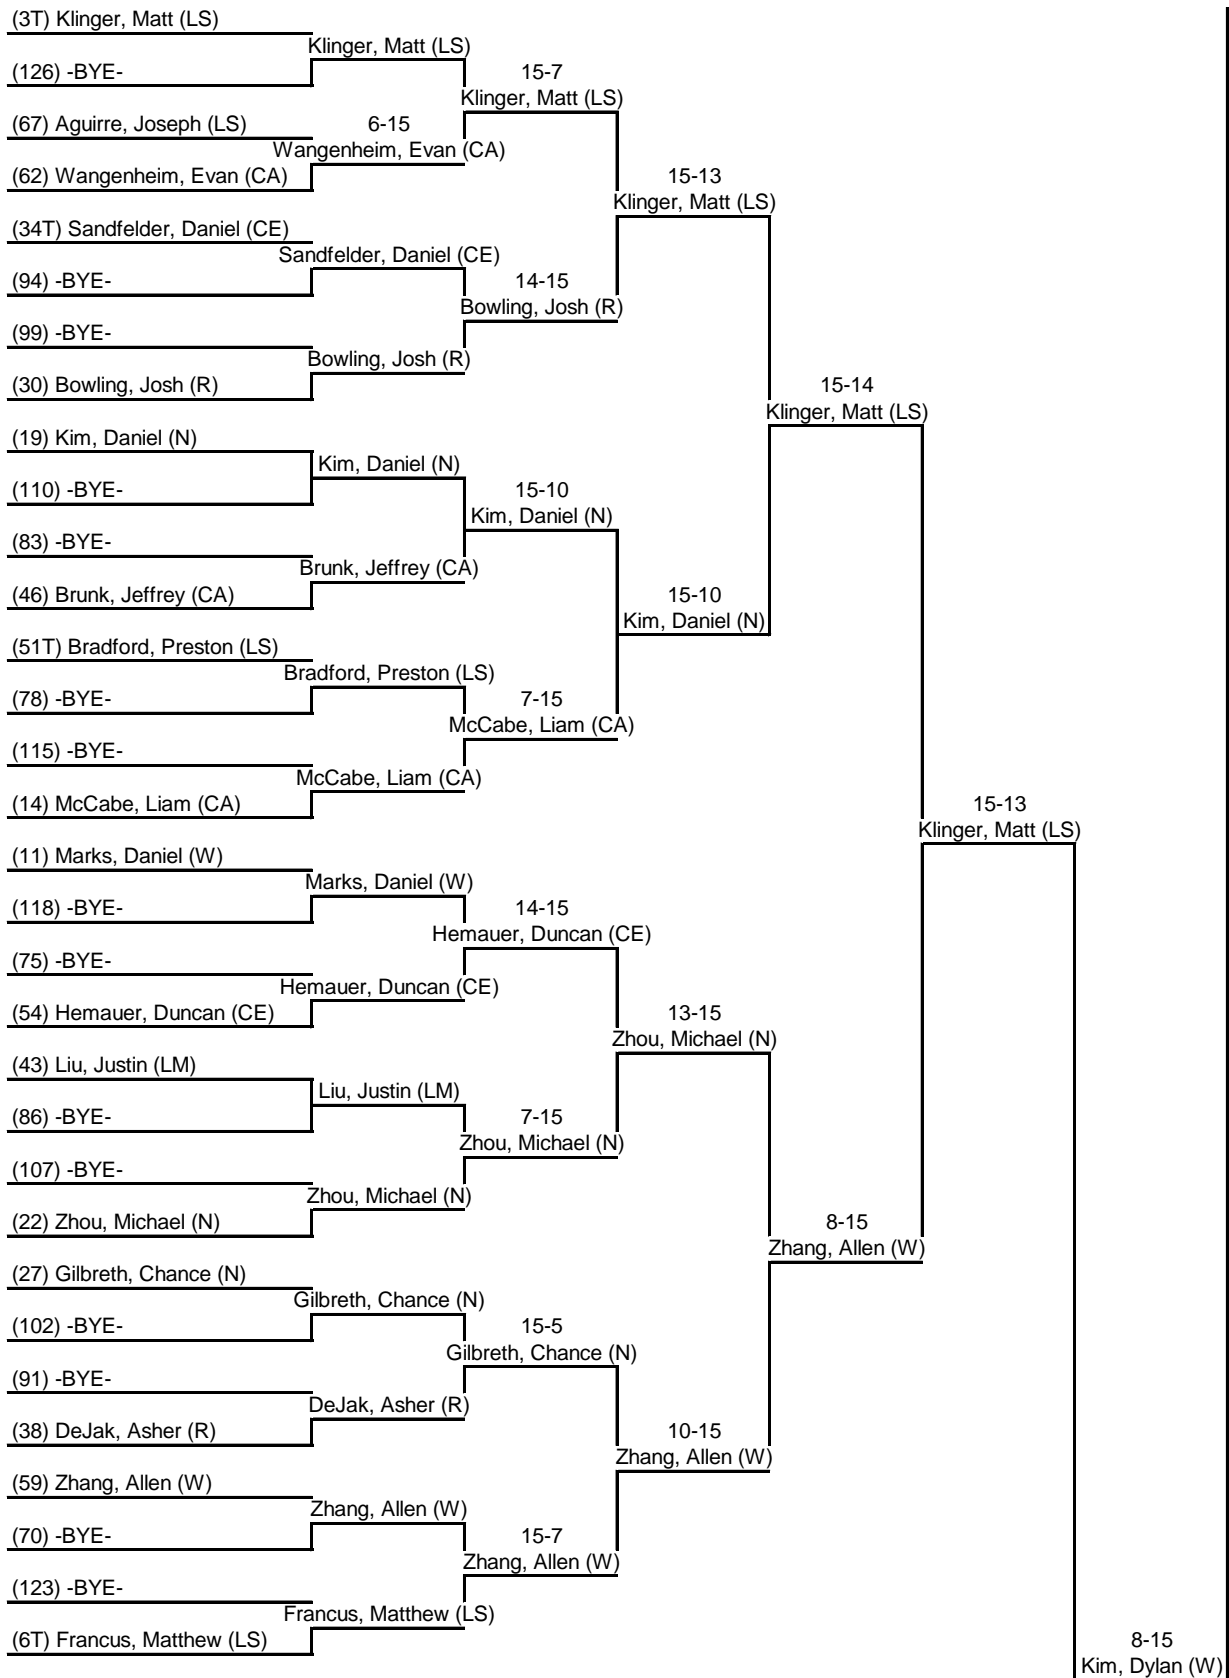 (3T) Klinger, Matt (LS)
Klinger, Matt (LS)
(126) -BYE-
15-7
Klinger, Matt (LS)
(67) Aguirre, Joseph (LS)
6-15
Wangenheim, Evan (CA)
(62) Wangenheim, Evan (CA)
15-13
Klinger, Matt (LS)
(34T) Sandfelder, Daniel (CE)
Sandfelder, Daniel (CE)
(94) -BYE-
14-15
Bowling, Josh (R)
(99) -BYE-
Bowling, Josh (R)
(30) Bowling, Josh (R)
15-14
Klinger, Matt (LS)
(19) Kim, Daniel (N)
Kim, Daniel (N)
(110) -BYE-
15-10
Kim, Daniel (N)
(83) -BYE-
Brunk, Jeffrey (CA)
(46) Brunk, Jeffrey (CA)
15-10
Kim, Daniel (N)
(51T) Bradford, Preston (LS)
Bradford, Preston (LS)
(78) -BYE-
7-15
McCabe, Liam (CA)
(115) -BYE-
McCabe, Liam (CA)
(14) McCabe, Liam (CA)
15-13
Klinger, Matt (LS)
(11) Marks, Daniel (W)
Marks, Daniel (W)
(118) -BYE-
14-15
Hemauer, Duncan (CE)
(75) -BYE-
Hemauer, Duncan (CE)
(54) Hemauer, Duncan (CE)
13-15
Zhou, Michael (N)
(43) Liu, Justin (LM)
Liu, Justin (LM)
(86) -BYE-
7-15
Zhou, Michael (N)
(107) -BYE-
Zhou, Michael (N)
(22) Zhou, Michael (N)
8-15
Zhang, Allen (W)
(27) Gilbreth, Chance (N)
Gilbreth, Chance (N)
(102) -BYE-
15-5
Gilbreth, Chance (N)
(91) -BYE-
DeJak, Asher (R)
(38) DeJak, Asher (R)
10-15
Zhang, Allen (W)
(59) Zhang, Allen (W)
Zhang, Allen (W)
(70) -BYE-
15-7
Zhang, Allen (W)
(123) -BYE-
Francus, Matthew (LS)
(6T) Francus, Matthew (LS)
8-15
Kim, Dylan (W)